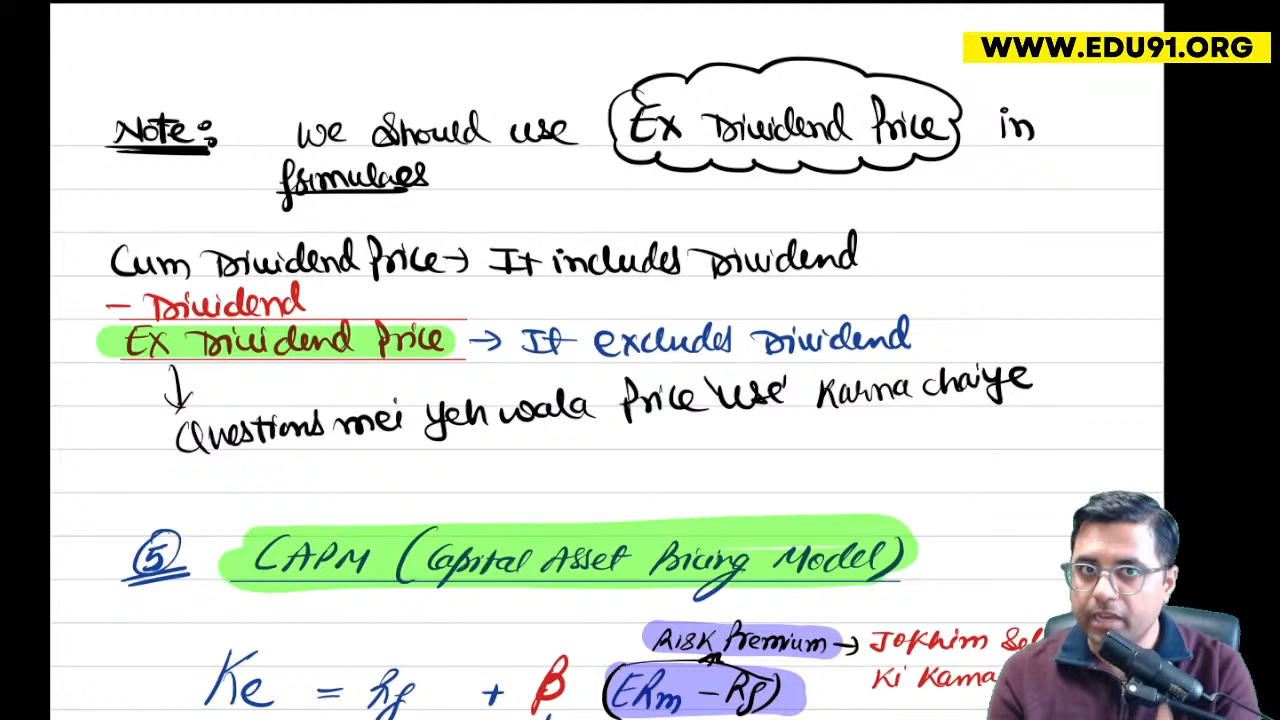 WWW.EDU91.ORG
Note: We should use Ex Dividend Price in
formulaes
Cum Dividend Price → It includes Dividend
- Dividend
Ex Dividend Price → It excludes Dividend
↓
Questions mei yeh wala Price 'use' Karna chaiye
(5) CAPM (Capital Asset Pricing Model)
Risk Premium → Jokhim
Ke = Rf + β (ERm - Rf)
Ki